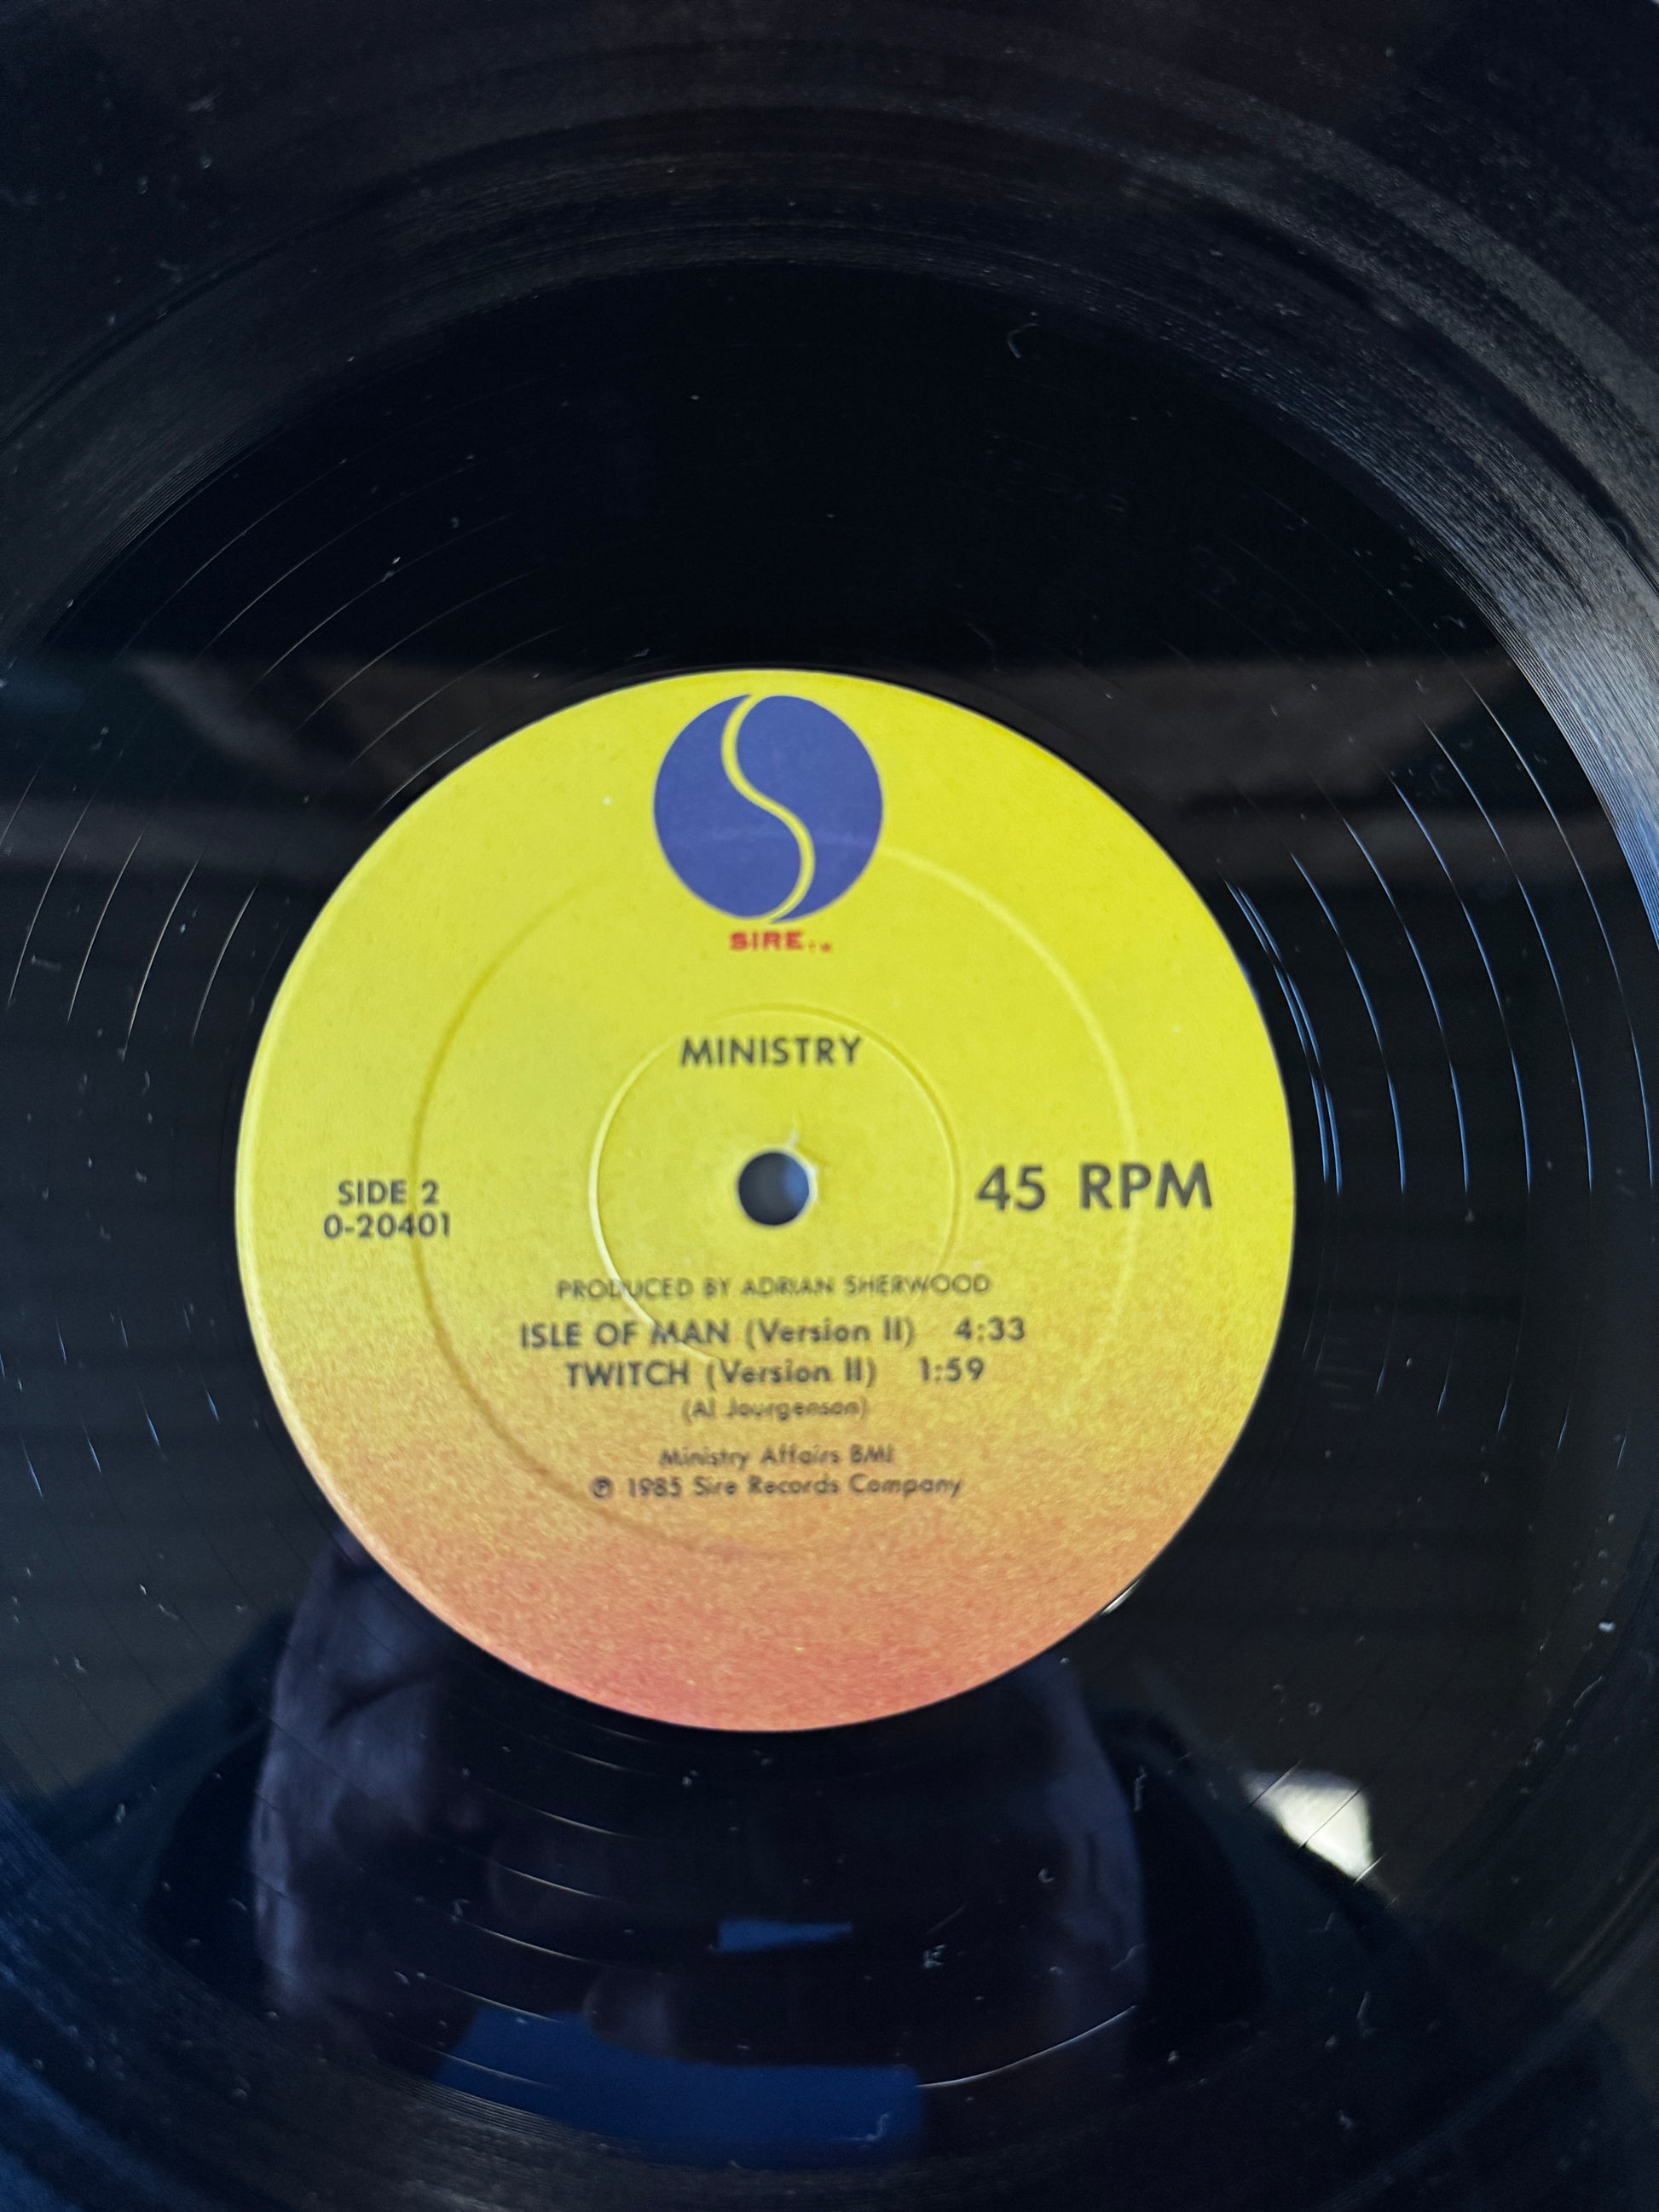 SIRE
MINISTRY
SIDE 2
0-20401
45 RPM
PRODUCED BY ADRIAN SHERWOOD
ISLE OF MAN (Version II) 4:33
TWITCH (Version II) 1:59
(Al Jourgenson)
Ministry Affairs BMI
℗ 1985 Sire Records Company